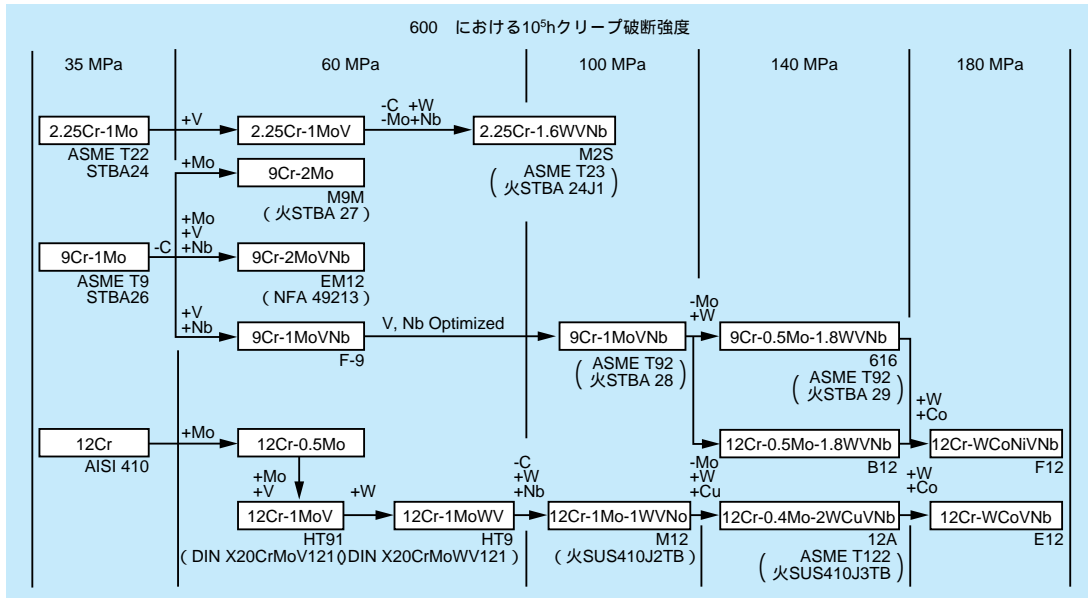 600 における10⁵hクリープ破断強度
35 MPa
60 MPa
100 MPa
140 MPa
180 MPa
2.25Cr-1Mo
ASME T22
STBA24
+V
2.25Cr-1MoV
-C +W
-Mo+Nb
2.25Cr-1.6WVNb
M2S
( ASME T23
火STBA 24J1 )
+Mo
9Cr-2Mo
M9M
( 火STBA 27 )
9Cr-1Mo
ASME T9
STBA26
-C
+Mo
+V
+Nb
9Cr-2MoVNb
EM12
( NFA 49213 )
+V
+Nb
9Cr-1MoVNb
F-9
V, Nb Optimized
9Cr-1MoVNb
( ASME T92
火STBA 28 )
-Mo
+W
9Cr-0.5Mo-1.8WVNb
616
( ASME T92
火STBA 29 )
+W
+Co
12Cr
AISI 410
+Mo
12Cr-0.5Mo
12Cr-0.5Mo-1.8WVNb
B12
12Cr-WCoNiVNb
F12
+Mo
+V
12Cr-1MoV
HT91
( DIN X20CrMoV121 )
+W
12Cr-1MoWV
HT9
( DIN X20CrMoWV121 )
-C
+W
+Nb
12Cr-1Mo-1WVNo
M12
( 火SUS410J2TB )
-Mo
+W
+Cu
12Cr-0.4Mo-2WCuVNb
12A
( ASME T122
火SUS410J3TB )
+W
+Co
12Cr-WCoVNb
E12